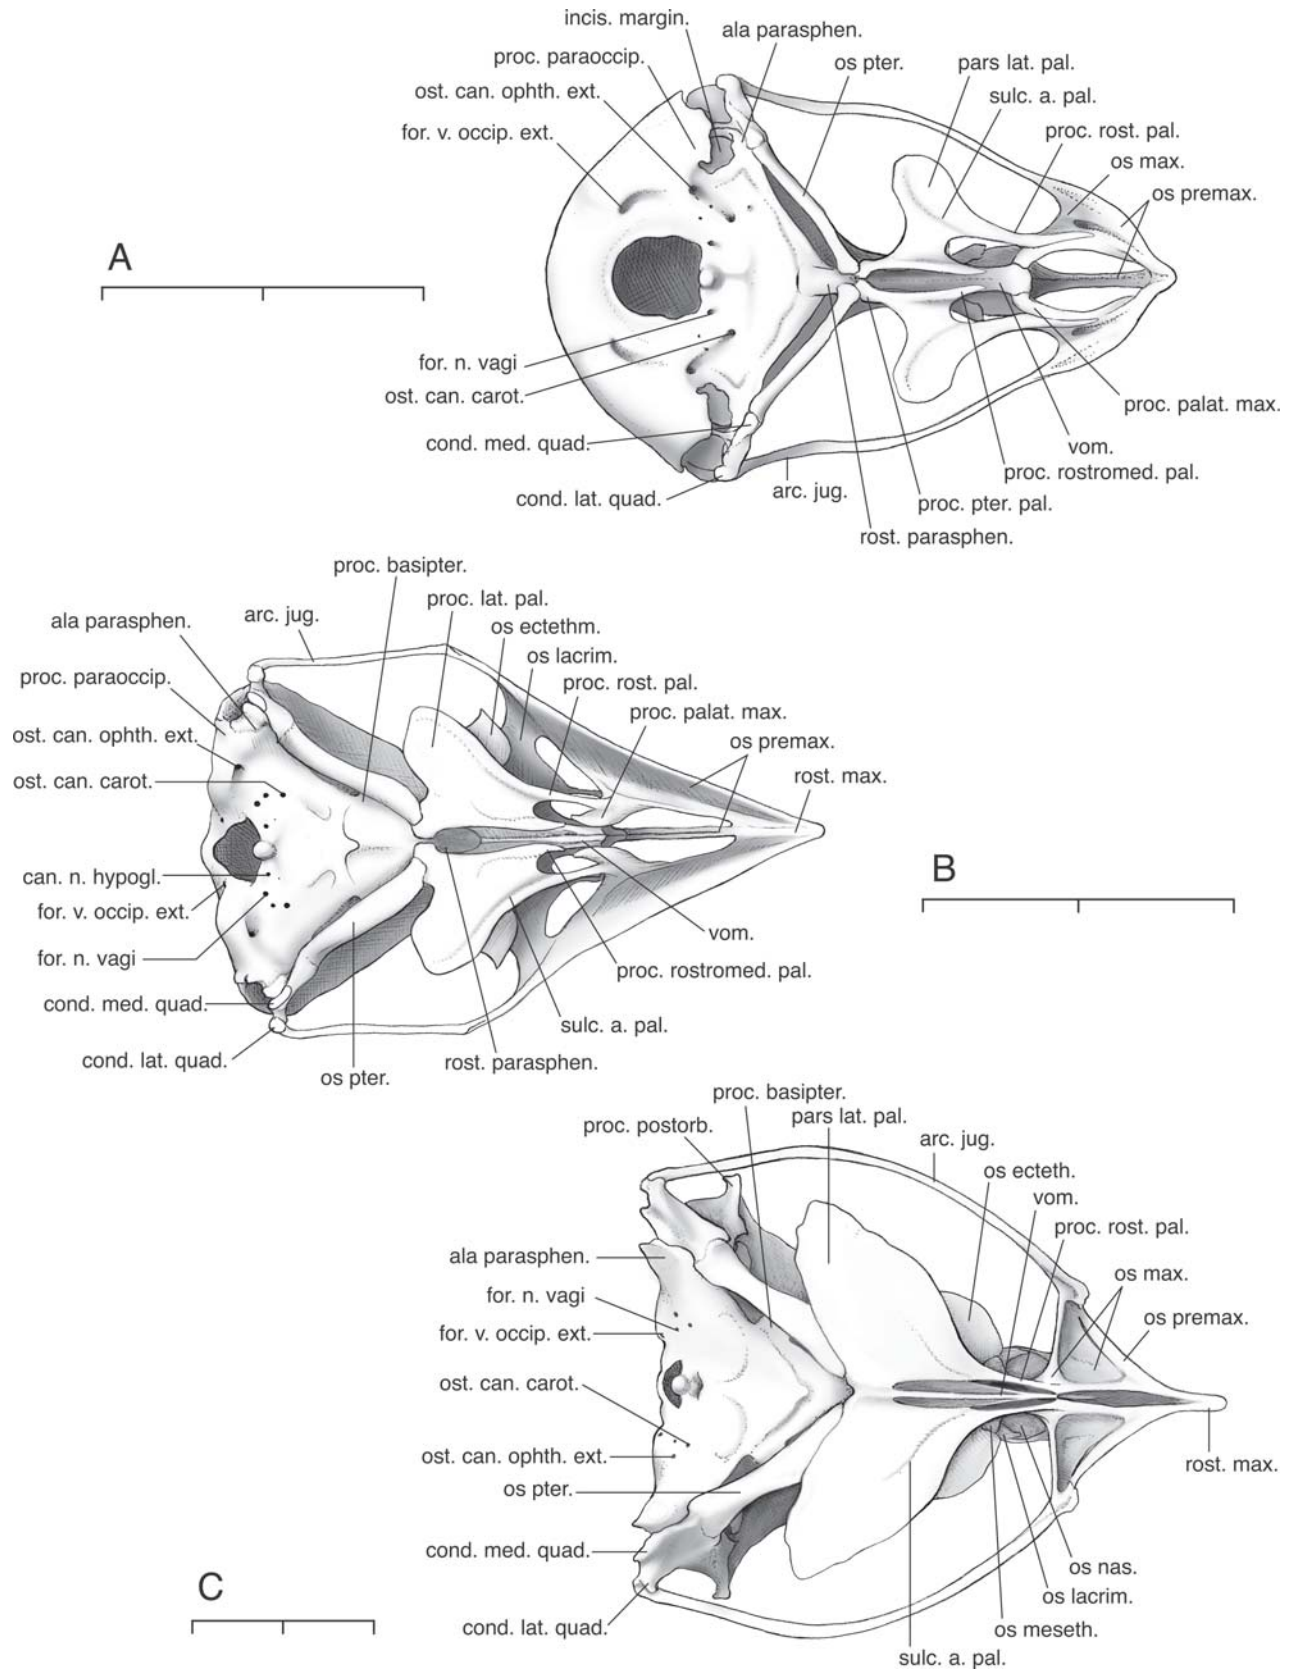 incis. margin.
ala parasphen.
proc. paraoccip.
os pter.
pars lat. pal.
ost. can. ophth. ext.
sulc. a. pal.
for. v. occip. ext.
proc. rost. pal.
os max.
os premax.
A
for. n. vagi
ost. can. carot.
proc. palat. max.
cond. med. quad.
vom.
proc. rostromed. pal.
cond. lat. quad.
arc. jug.
proc. pter. pal.
rost. parasphen.
proc. basipter.
proc. lat. pal.
ala parasphen.
arc. jug.
os ectethm.
os lacrim.
proc. paraoccip.
proc. rost. pal.
proc. palat. max.
ost. can. ophth. ext.
os premax.
ost. can. carot.
rost. max.
B
can. n. hypogl.
for. v. occip. ext.
vom.
for. n. vagi
proc. rostromed. pal.
cond. med. quad.
sulc. a. pal.
cond. lat. quad.
rost. parasphen.
os pter.
proc. basipter.
pars lat. pal.
proc. postorb.
arc. jug.
os ecteth.
vom.
proc. rost. pal.
ala parasphen.
os max.
for. n. vagi
os premax.
for. v. occip. ext.
ost. can. carot.
ost. can. ophth. ext.
rost. max.
os pter.
cond. med. quad.
os nas.
C
os lacrim.
cond. lat. quad.
os meseth.
sulc. a. pal.